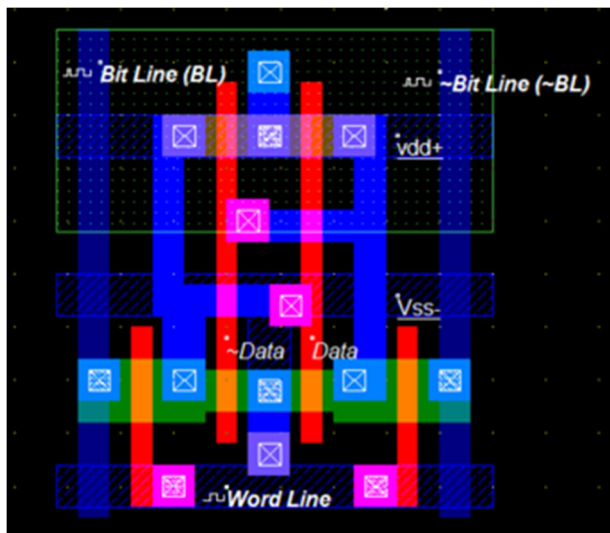 Bit Line (BL)
~Bit Line (~BL)
vdd+
Vss-
~Data
Data
Word Line